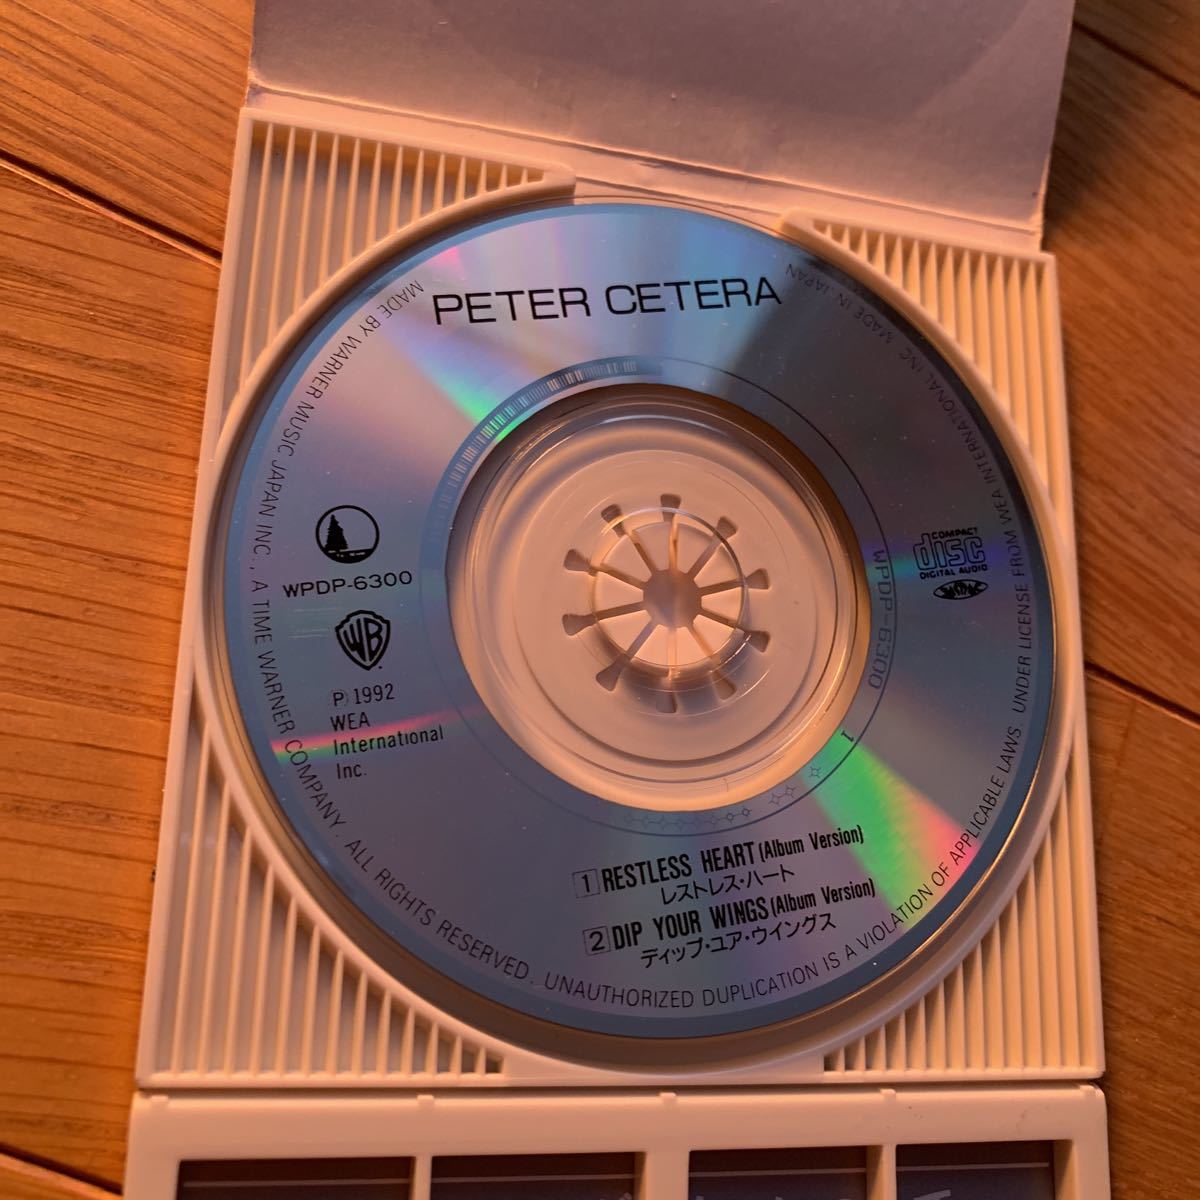 PETER CETERA
WPDP-6300
WB
Ⓟ1992
WEA
International
Inc.
COMPACT
disc
DIGITAL AUDIO
WPDP-6300
1
1 RESTLESS HEART (Album Version)
レストレス・ハート
2 DIP YOUR WINGS (Album Version)
ディップ・ユア・ウイングス
MADE BY WARNER MUSIC JAPAN INC., A TIME WARNER COMPANY. ALL RIGHTS RESERVED. UNAUTHORIZED DUPLICATION IS A VIOLATION OF APPLICABLE LAWS. UNDER LICENSE FROM WEA INTERNATIONAL INC. MADE IN JAPAN